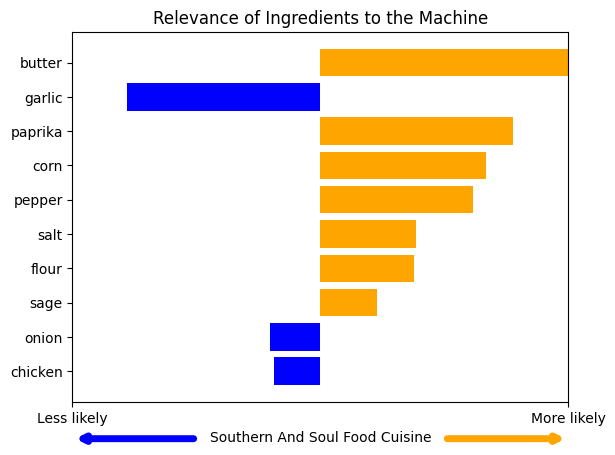 Relevance of Ingredients to the Machine
butter
garlic
paprika
corn
pepper
salt
flour
sage
onion
chicken
Less likely More likely
Southern And Soul Food Cuisine